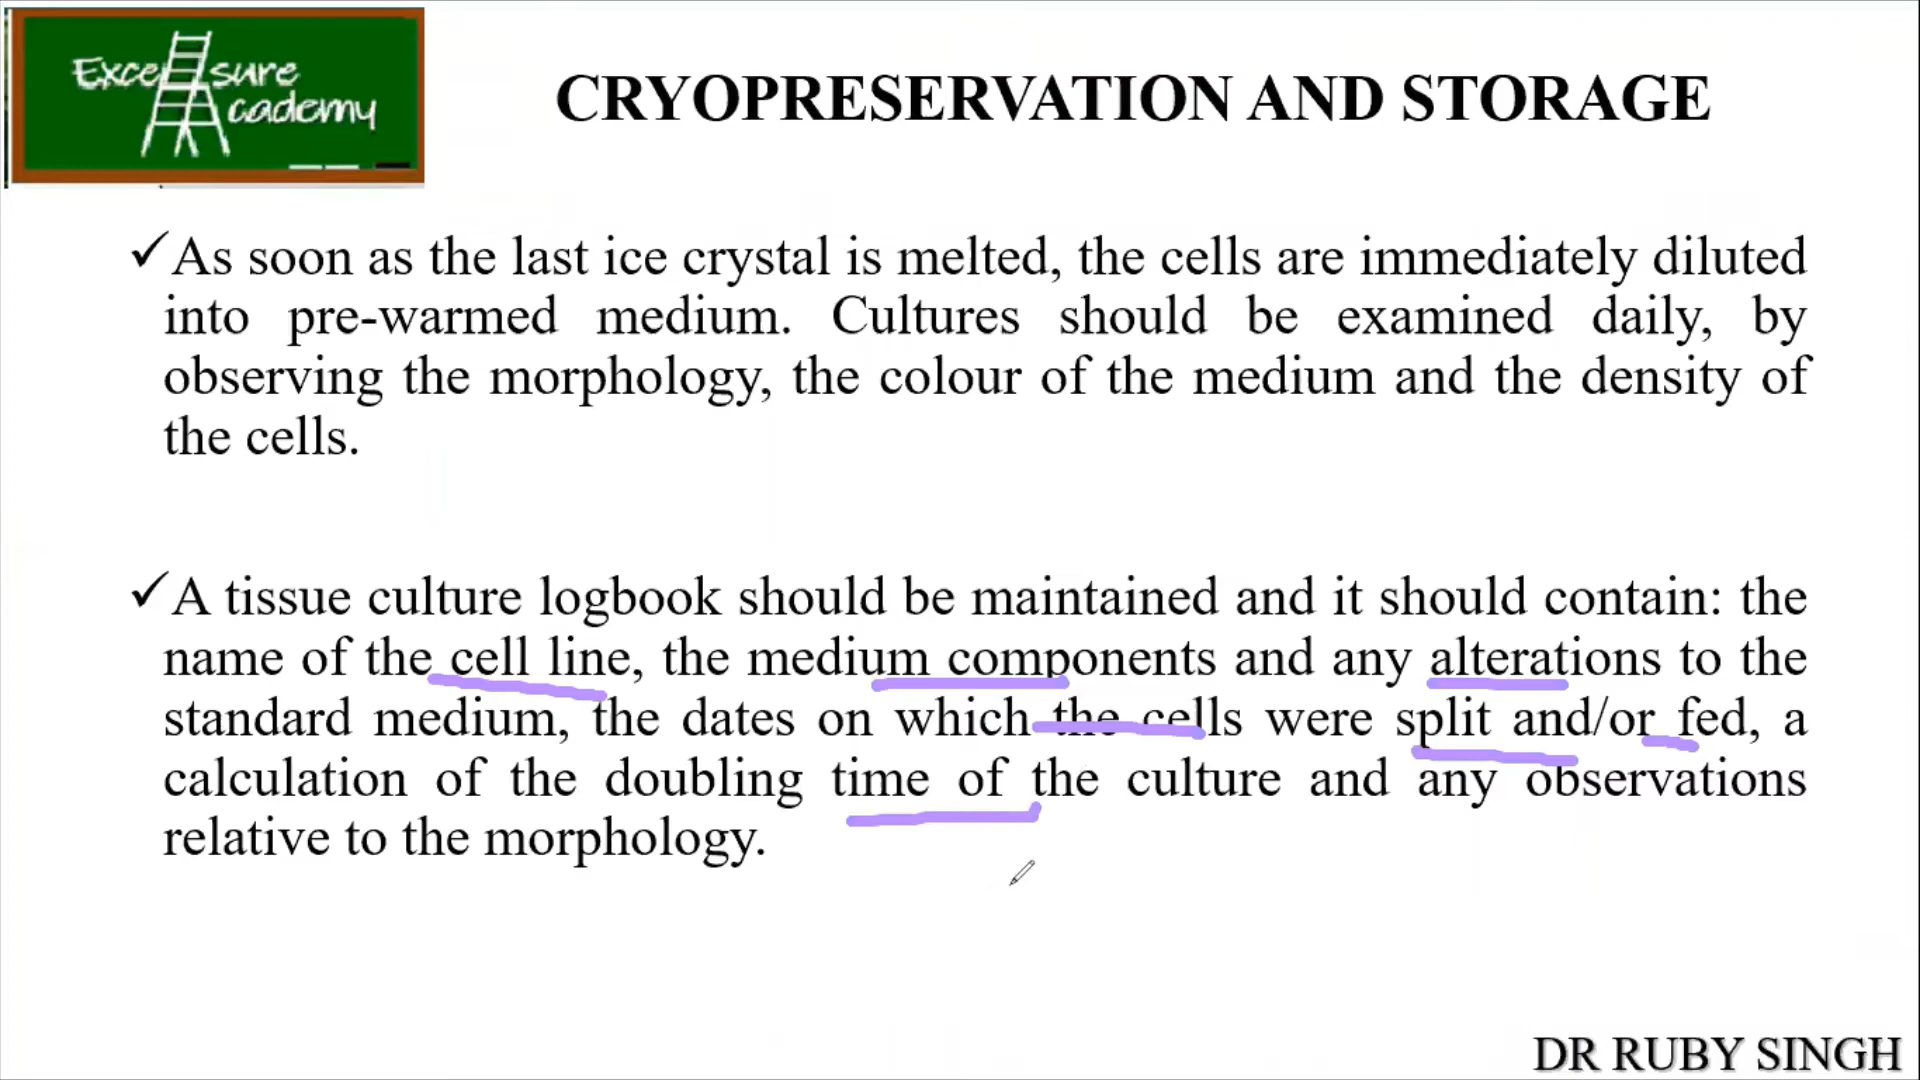 Excelsure
Academy
CRYOPRESERVATION AND STORAGE
✓As soon as the last ice crystal is melted, the cells are immediately diluted
into pre-warmed medium. Cultures should be examined daily, by
observing the morphology, the colour of the medium and the density of
the cells.
✓A tissue culture logbook should be maintained and it should contain: the
name of the cell line, the medium components and any alterations to the
standard medium, the dates on which the cells were split and/or fed, a
calculation of the doubling time of the culture and any observations
relative to the morphology.
DR RUBY SINGH